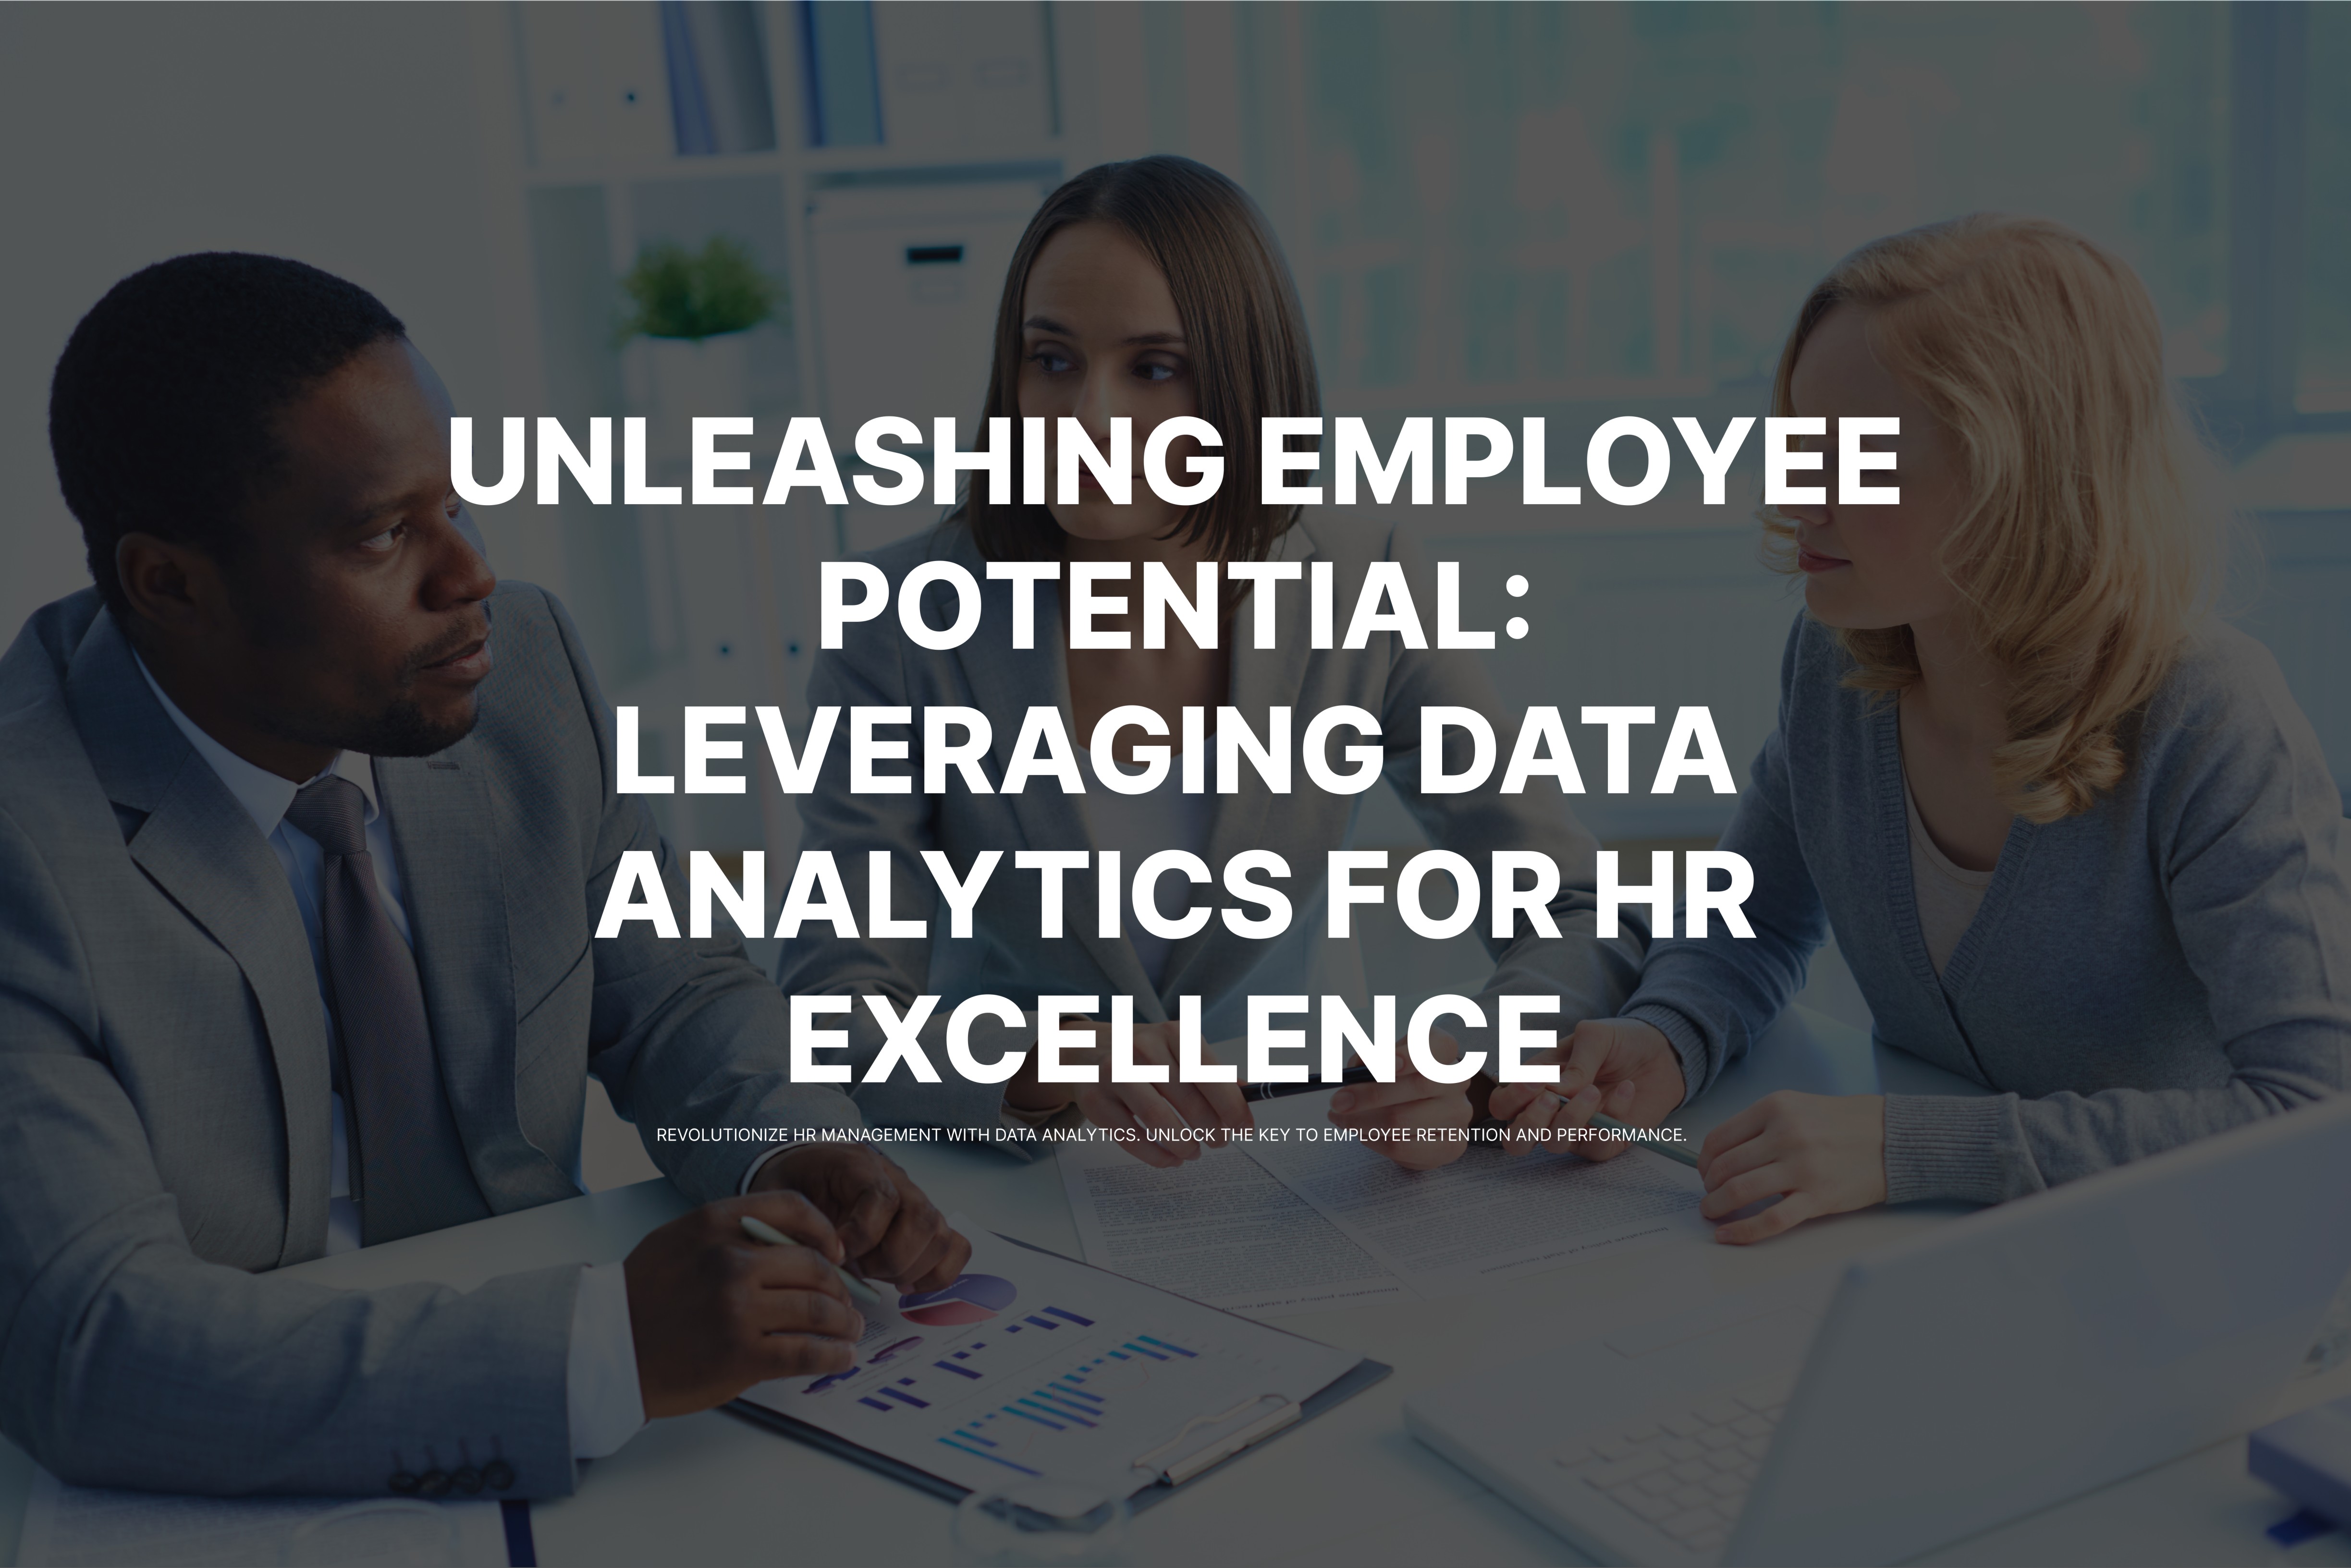 UNLEASHING EMPLOYEE
POTENTIAL:
LEVERAGING DATA
ANALYTICS FOR HR
EXCELLENCE
REVOLUTIONIZE HR MANAGEMENT WITH DATA ANALYTICS. UNLOCK THE KEY TO EMPLOYEE RETENTION AND PERFORMANCE.